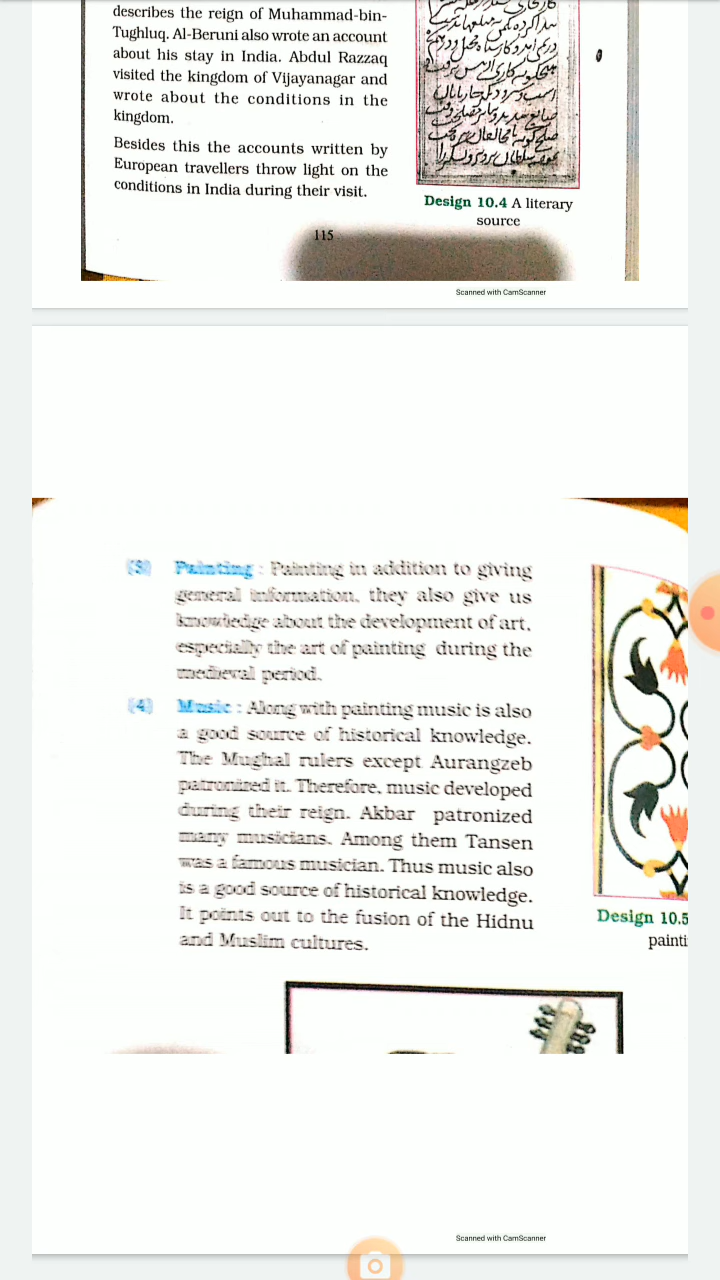 describes the reign of Muhammad-bin-
Tughluq. Al-Beruni also wrote an account
about his stay in India. Abdul Razzaq
visited the kingdom of Vijayanagar and
wrote about the conditions in the
kingdom.
Besides this the accounts written by
European travellers throw light on the
conditions in India during their visit.
Design 10.4 A literary
source
115
Scanned with CamScanner
(3) Painting : Painting in addition to giving
general information, they also give us
knowledge about the development of art,
especially the art of painting during the
medieval period.
(4) Music : Along with painting music is also
a good source of historical knowledge.
The Mughal rulers except Aurangzeb
patronized it. Therefore, music developed
during their reign. Akbar patronized
many musicians. Among them Tansen
was a famous musician. Thus music also
is a good source of historical knowledge.
It points out to the fusion of the Hidnu
and Muslim cultures.
Design 10.5
painti
Scanned with CamScanner